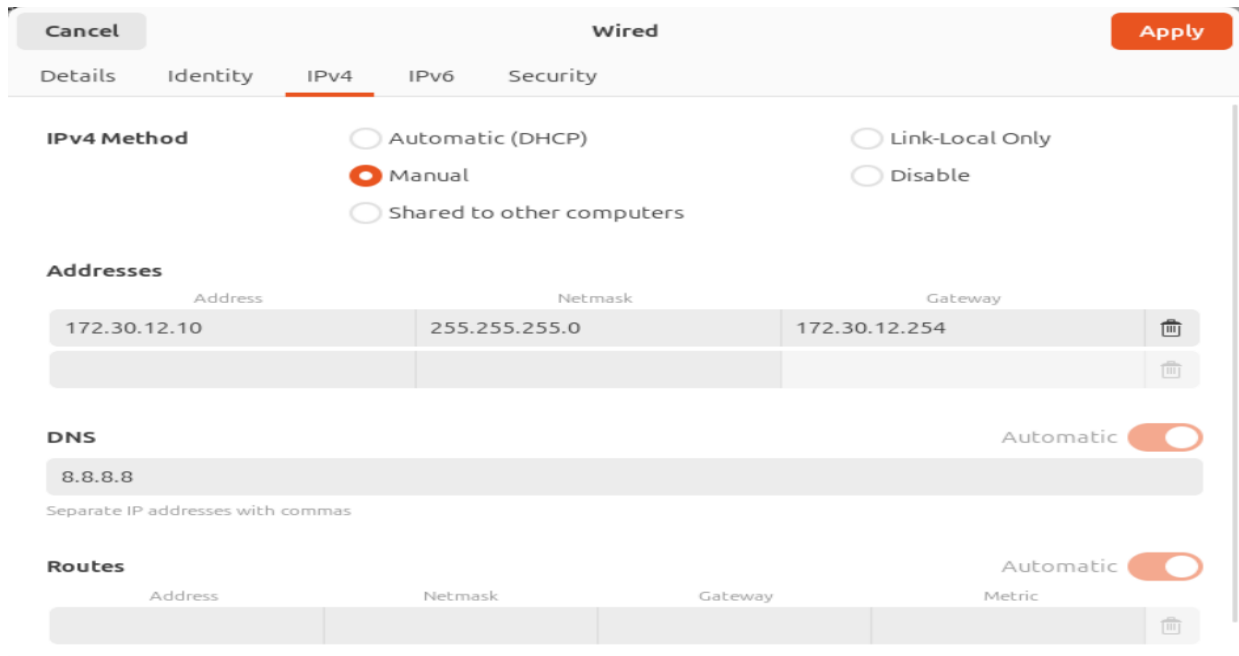 Cancel Wired Apply
Details Identity IPv4 IPv6 Security
IPv4 Method Automatic (DHCP) Link-Local Only
Manual Disable
Shared to other computers
Addresses
Address Netmask Gateway
172.30.12.10 255.255.255.0 172.30.12.254
DNS Automatic
8.8.8.8
Separate IP addresses with commas
Routes Automatic
Address Netmask Gateway Metric